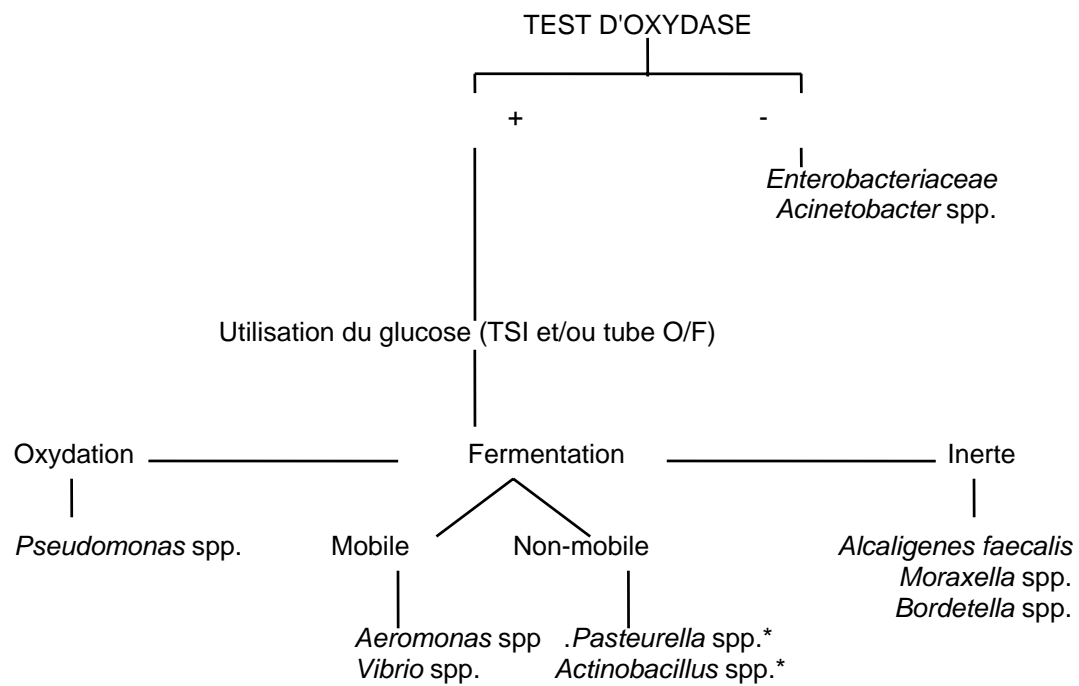 TEST D'OXYDASE
+ -
Enterobacteriaceae
Acinetobacter spp.
Utilisation du glucose (TSI et/ou tube O/F)
Oxydation Fermentation Inerte
Pseudomonas spp. Mobile Non-mobile Alcaligenes faecalis
Moraxella spp.
Bordetella spp.
Aeromonas spp .Pasteurella spp.*
Vibrio spp. Actinobacillus spp.*